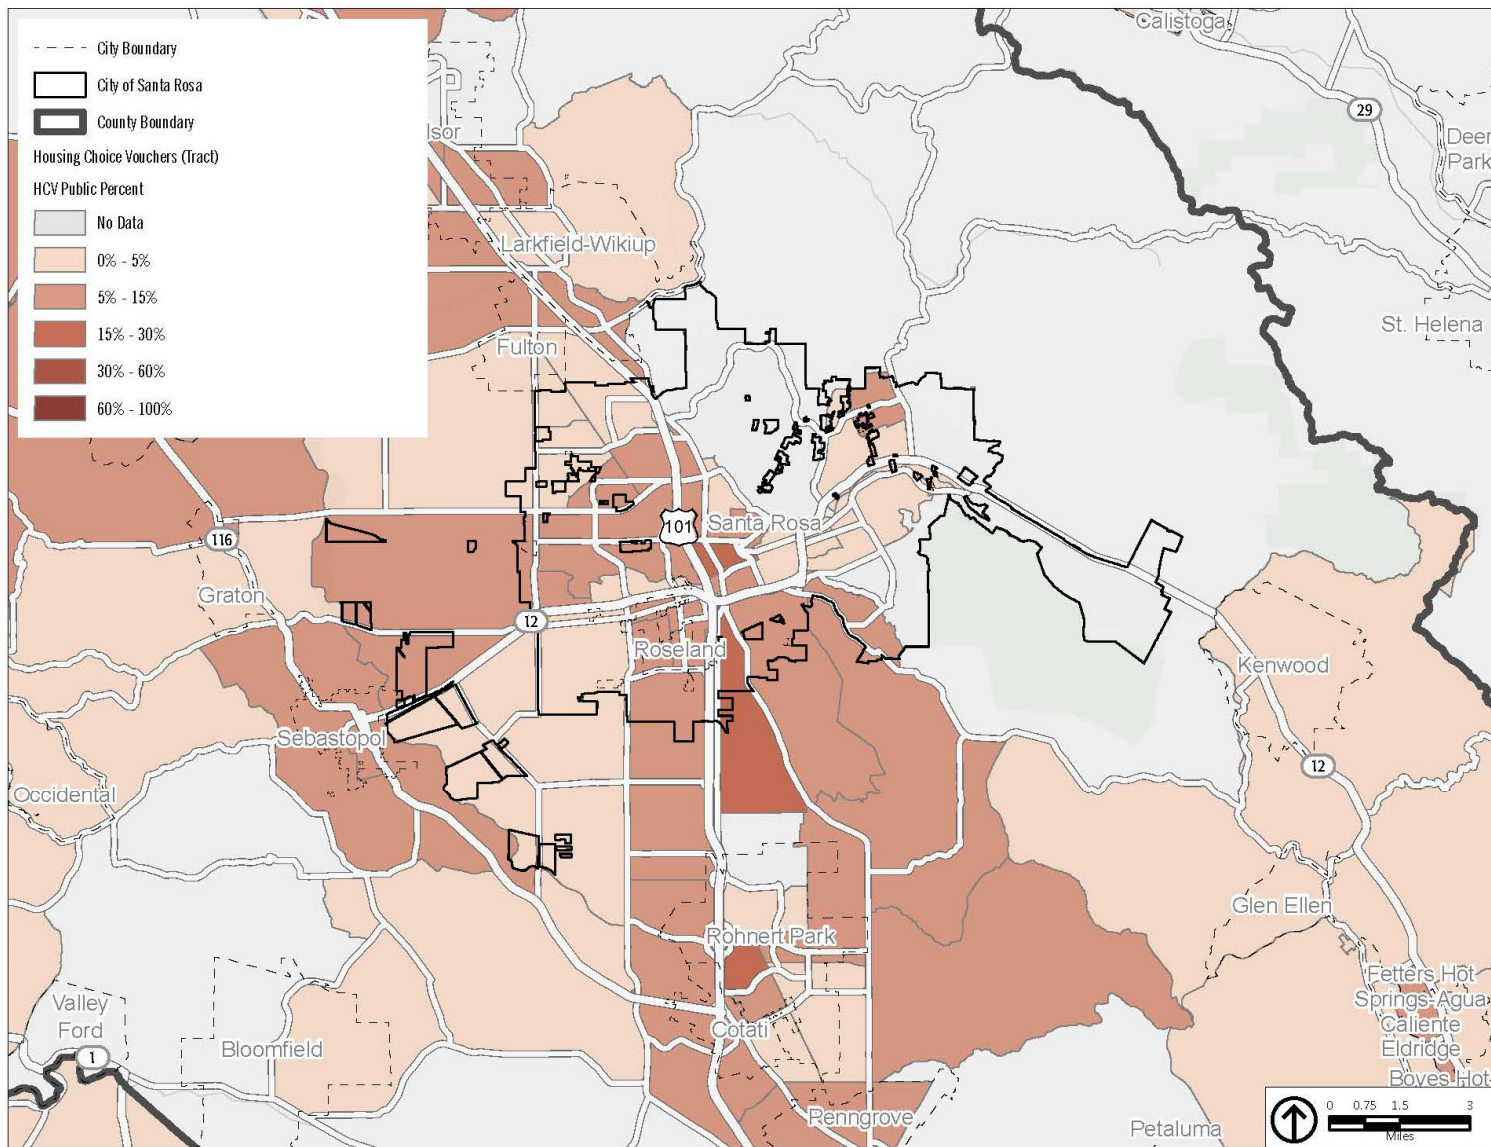 Calistoga
City Boundary
City of Santa Rosa
County Boundary
Housing Choice Vouchers (Tract)
HCV Public Percent
No Data
0% - 5%
5% - 15%
15% - 30%
30% - 60%
60% - 100%
29
Deer
Park
Larkfield-Wikiup
St. Helena
Fulton
101
Santa Rosa
116
Graton
12
Roseland
Kenwood
Sebastopol
12
Occidental
Glen Ellen
Rohnert Park
Fetters Hot
Springs-Agua
Caliente
Eldridge
Boyes Hot
Valley
Ford
1
Bloomfield
Cotati
Penngrove
Petaluma
0 0.75 1.5 3
Miles